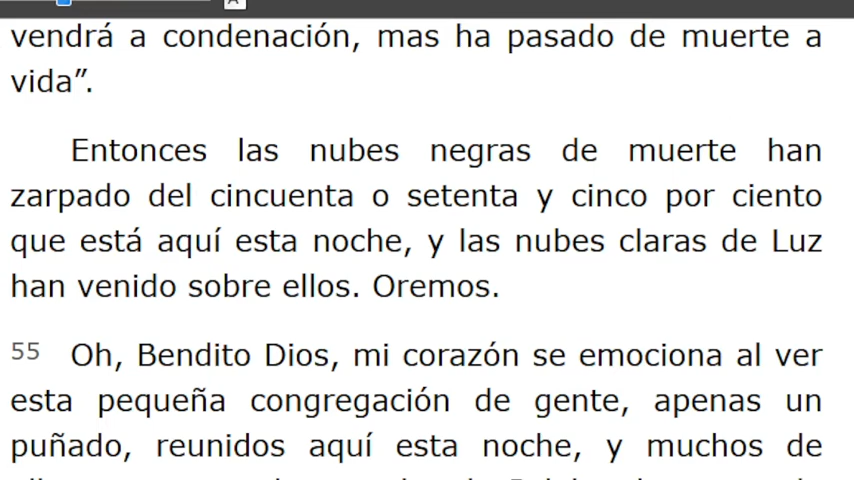 vendrá a condenación, mas ha pasado de muerte a
vida”.
Entonces las nubes negras de muerte han
zarpado del cincuenta o setenta y cinco por ciento
que está aquí esta noche, y las nubes claras de Luz
han venido sobre ellos. Oremos.
55 Oh, Bendito Dios, mi corazón se emociona al ver
esta pequeña congregación de gente, apenas un
puñado, reunidos aquí esta noche, y muchos de